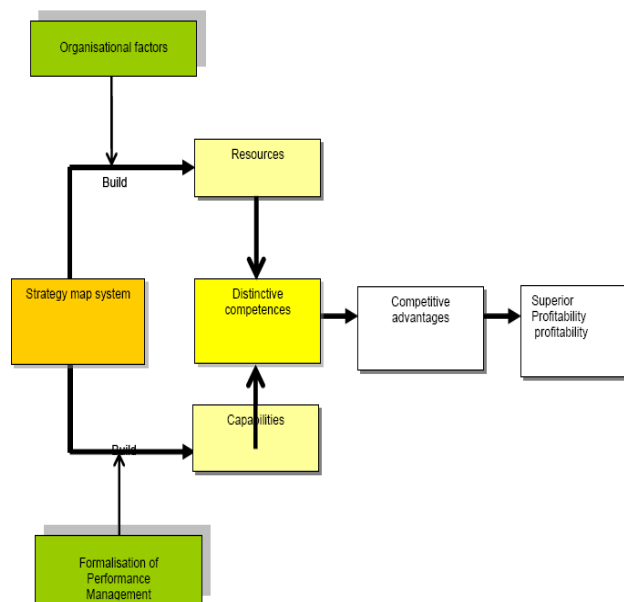 Organisational factors
Resources
Build
Strategy map system
Distinctive
competences
Competitive
advantages
Superior
Profitability
profitability
Capabilities
Build
Formalisation of
Performance
Management